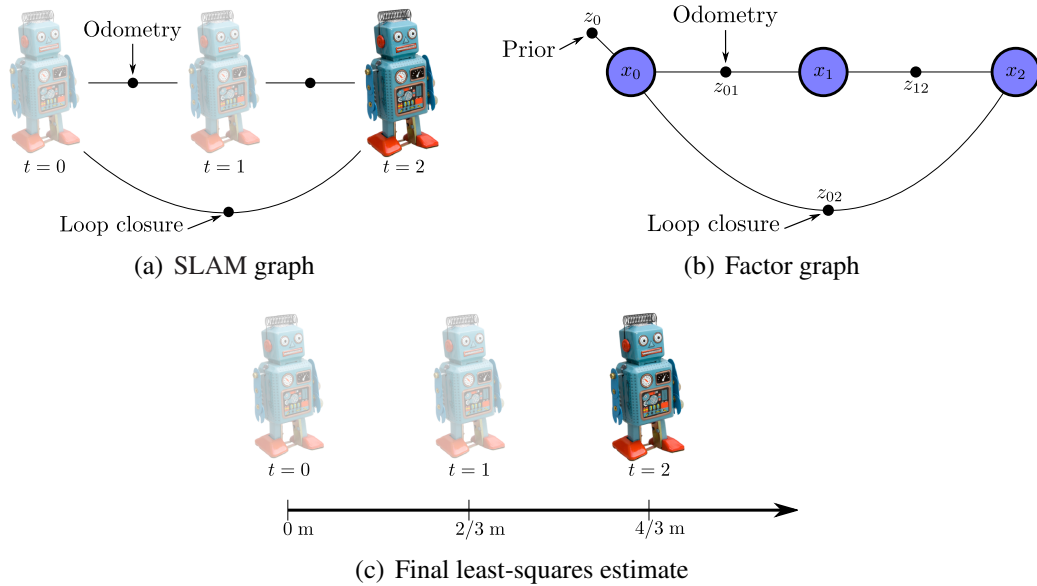 Odometry
t = 0
t = 1
t = 2
Loop closure
(a) SLAM graph
z₀
Prior
Odometry
x₀
x₁
x₂
z₀₁
z₁₂
z₀₂
Loop closure
(b) Factor graph
t = 0
t = 1
t = 2
0 m
2/3 m
4/3 m
(c) Final least-squares estimate